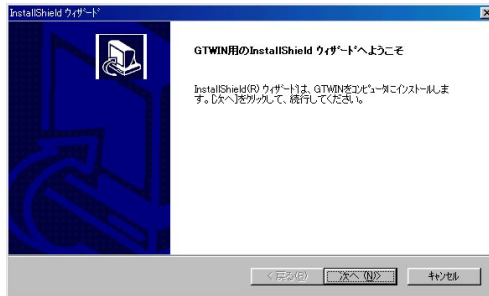 InstallShield ウィザード
GTWIN用のInstallShield ウィザードへようこそ
InstallShield(R) ウィザードは、GTWINをコンピュータにインストールしま
す。[次へ]をクリックして、続行してください。
< 戻る(B)
次へ (N)>
キャンセル